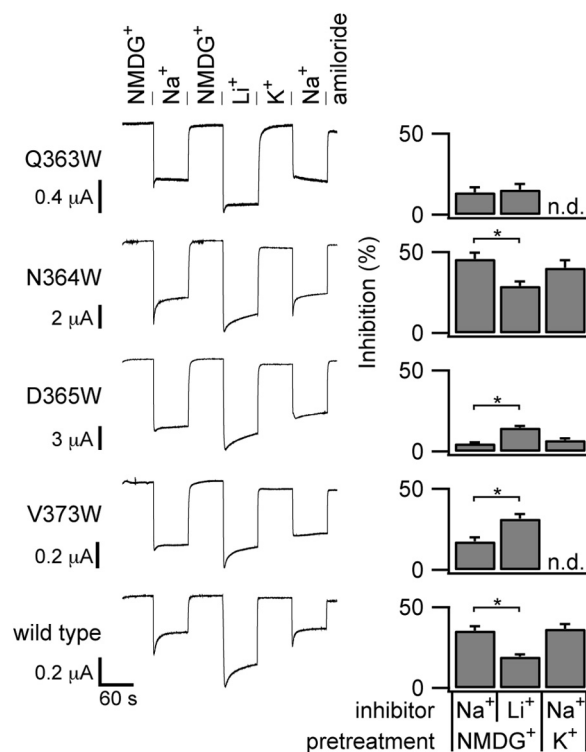 NMDG+
Na+
NMDG+
Li+
K+
Na+
amiloride
Q363W
0.4 µA
N364W
2 µA
D365W
3 µA
V373W
0.2 µA
wild type
0.2 µA
60 s
Inhibition (%)
50
0
n.d.
50
*
0
50
*
0
50
*
0
n.d.
50
*
0
inhibitor Na+ Li+ Na+
pretreatment NMDG+ K+